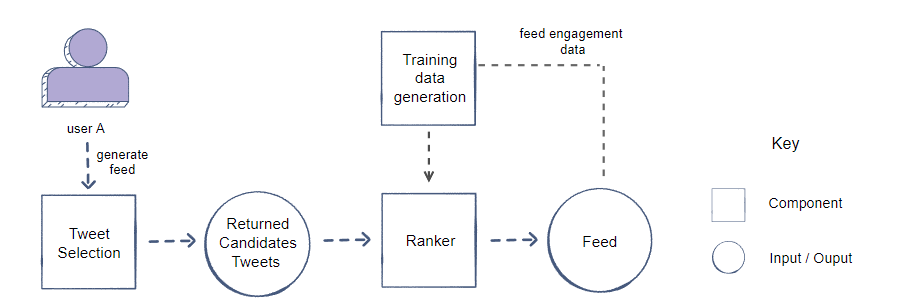 user A
generate
feed
Tweet
Selection
Returned
Candidates
Tweets
Training
data
generation
feed engagement
data
Ranker
Feed
Key
Component
Input / Ouput